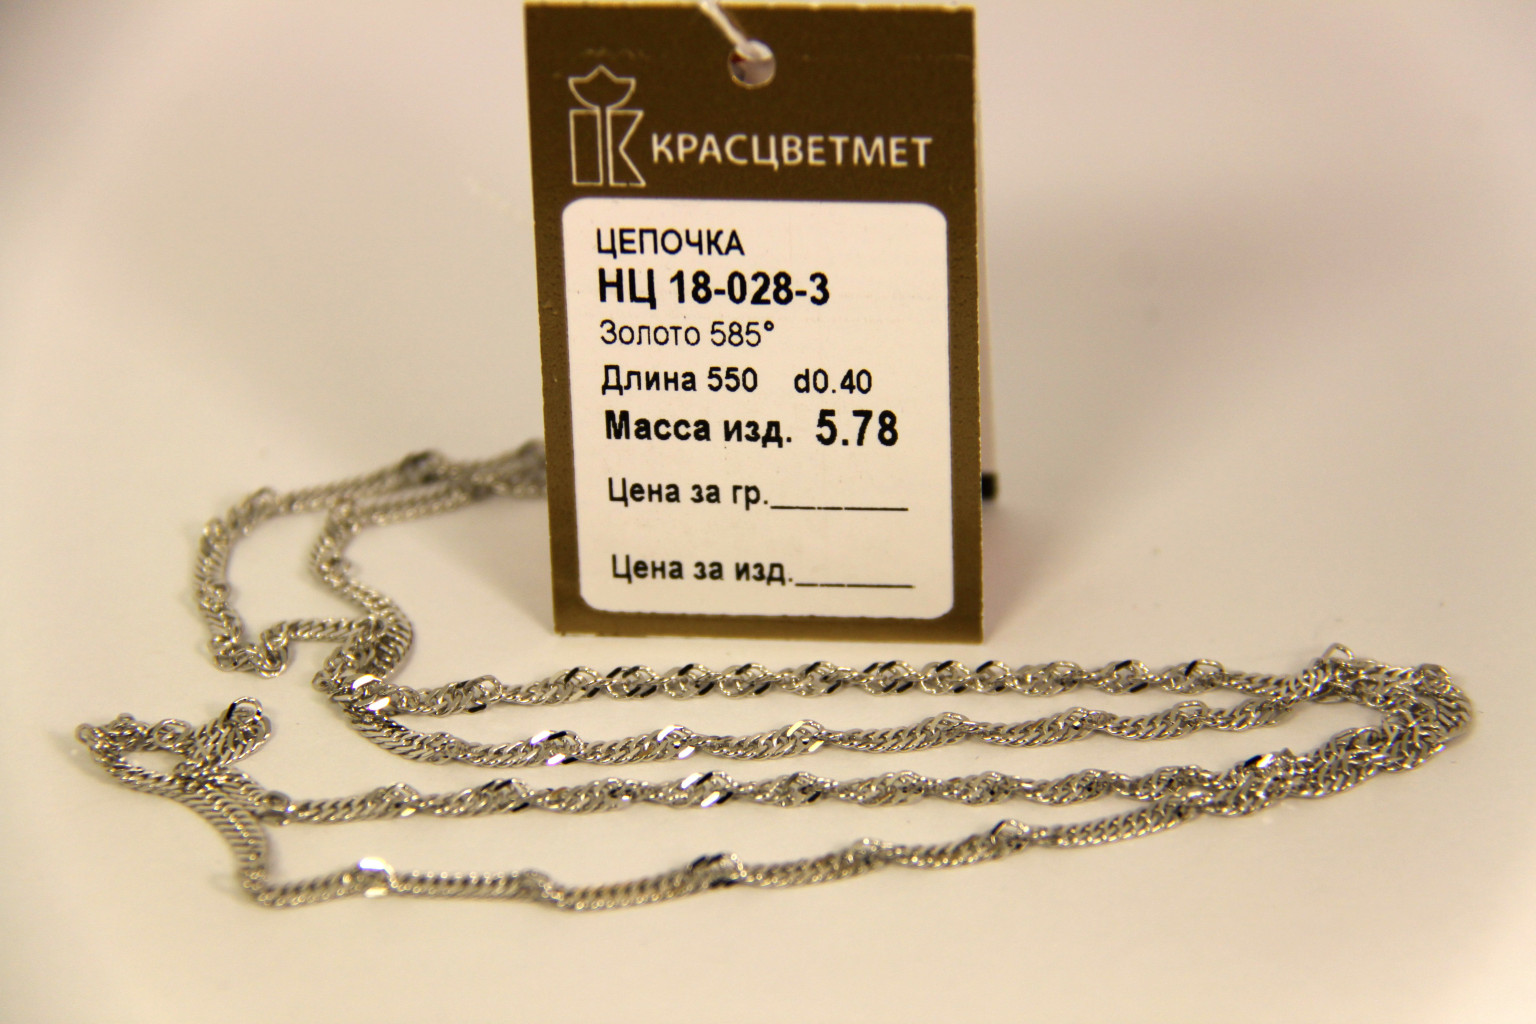 КРАСЦВЕТМЕТ
ЦЕПОЧКА
НЦ 18-028-3
Золото 585°
Длина 550 d0.40
Масса изд. 5.78
Цена за гр.________
Цена за изд._______